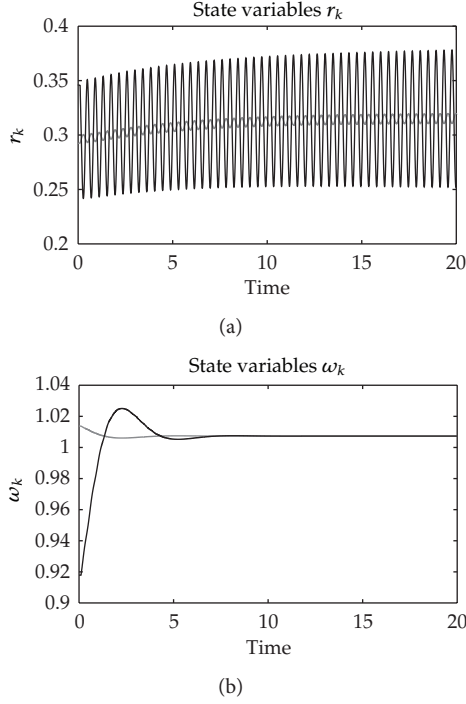 State variables r_k
0.4
0.35
0.3
0.25
0.2
r_k
0 5 10 15 20
Time
(a)
State variables ω_k
1.04
1.02
1
0.98
0.96
0.94
0.92
0.9
ω_k
0 5 10 15 20
Time
(b)